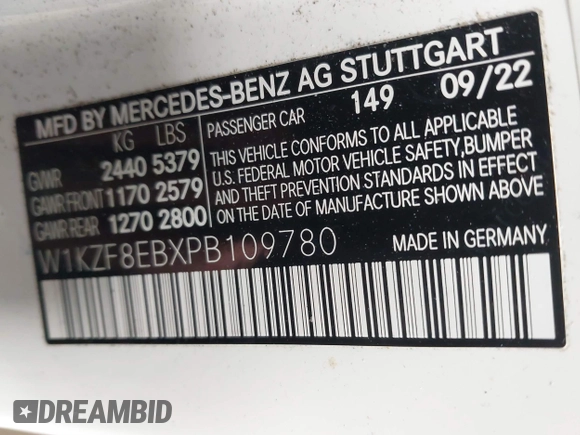 MFD BY MERCEDES-BENZ AG STUTTGART
KG LBS
GVWR 2440 5379
GAWR FRONT 1170 2579
GAWR REAR 1270 2800
PASSENGER CAR 149 09/22
THIS VEHICLE CONFORMS TO ALL APPLICABLE
U.S. FEDERAL MOTOR VEHICLE SAFETY,BUMPER
AND THEFT PREVENTION STANDARDS IN EFFECT
ON THE DATE OF MANUFACTURE SHOWN ABOVE.
W1KZF8EBXPB109780
MADE IN GERMANY
DREAMBID